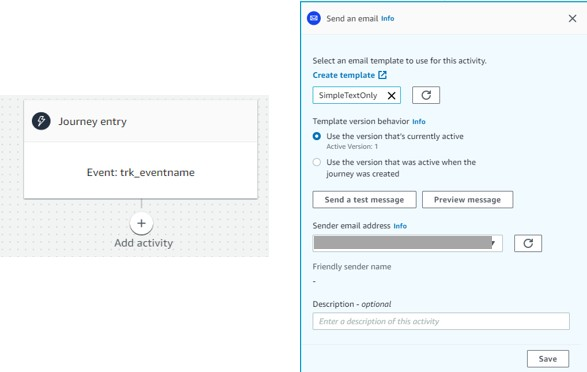 Journey entry
Event: trk_eventname
+
Add activity
Send an email Info
Select an email template to use for this activity.
Create template
SimpleTextOnly
Template version behavior Info
Use the version that's currently active
Active Version: 1
Use the version that was active when the
journey was created
Send a test message
Preview message
Sender email address Info
Friendly sender name
-
Description - optional
Enter a description of this activity
Save